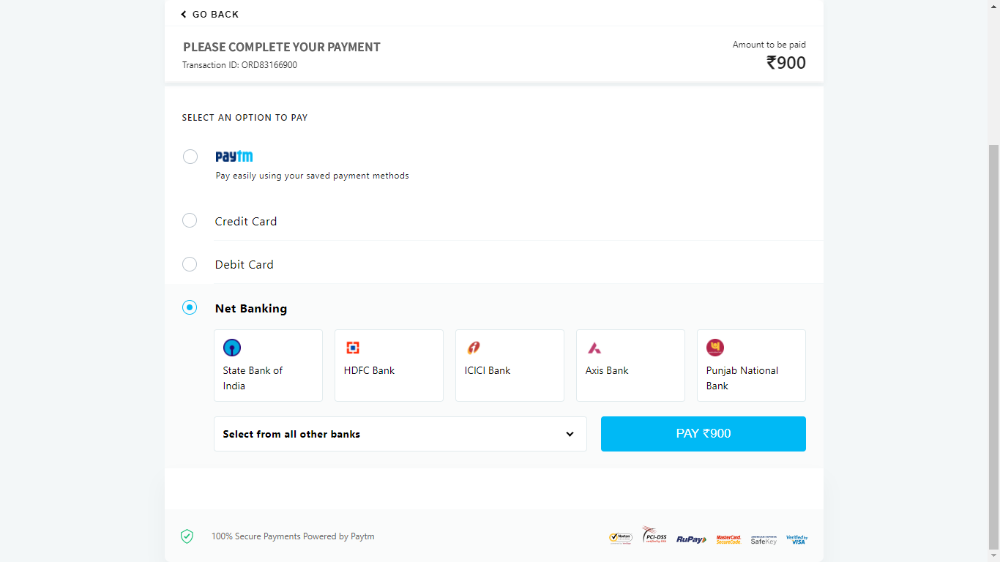 GO BACK
PLEASE COMPLETE YOUR PAYMENT
Transaction ID: ORD83166900
Amount to be paid
₹900
SELECT AN OPTION TO PAY
paytm
Pay easily using your saved payment methods
Credit Card
Debit Card
Net Banking
State Bank of
India
HDFC Bank
ICICI Bank
Axis Bank
Punjab National
Bank
Select from all other banks
PAY ₹900
100% Secure Payments Powered by Paytm
Norton
PCI-DSS
RuPay
MasterCard.
SecureCode.
AMERICAN EXPRESS
SafeKey
Verified by
VISA